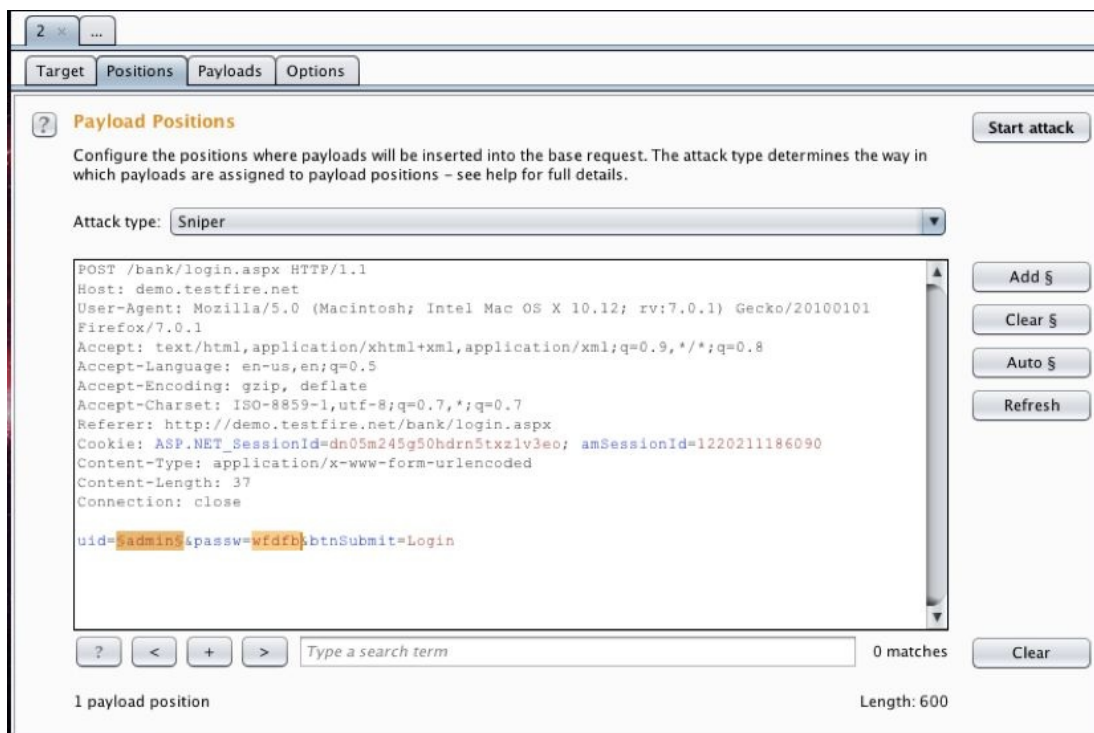 2 × ...
Target Positions Payloads Options
? Payload Positions
Start attack
Configure the positions where payloads will be inserted into the base request. The attack type determines the way in
which payloads are assigned to payload positions – see help for full details.
Attack type: Sniper
POST /bank/login.aspx HTTP/1.1
Host: demo.testfire.net
User-Agent: Mozilla/5.0 (Macintosh; Intel Mac OS X 10.12; rv:7.0.1) Gecko/20100101
Firefox/7.0.1
Accept: text/html,application/xhtml+xml,application/xml;q=0.9,*/*;q=0.8
Accept-Language: en-us,en;q=0.5
Accept-Encoding: gzip, deflate
Accept-Charset: ISO-8859-1,utf-8;q=0.7,*;q=0.7
Referer: http://demo.testfire.net/bank/login.aspx
Cookie: ASP.NET_SessionId=dn05m245g50hdrn5txz1v3eo; amSessionId=1220211186090
Content-Type: application/x-www-form-urlencoded
Content-Length: 37
Connection: close
uid=§admin§&passw=wfdfb&btnSubmit=Login
Add §
Clear §
Auto §
Refresh
? < + > Type a search term 0 matches Clear
1 payload position Length: 600